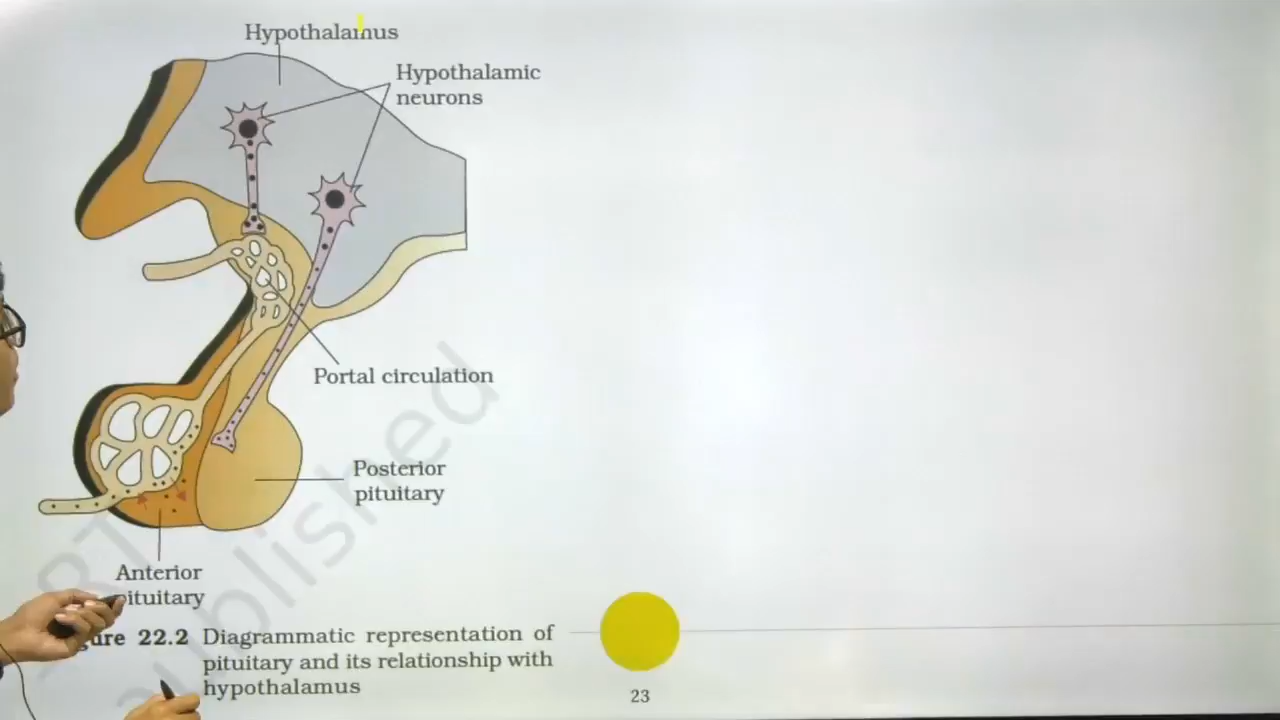 Hypothalamus
Hypothalamic
neurons
Portal circulation
Posterior
pituitary
Anterior
pituitary
22.2 Diagrammatic representation of
pituitary and its relationship with
hypothalamus
23